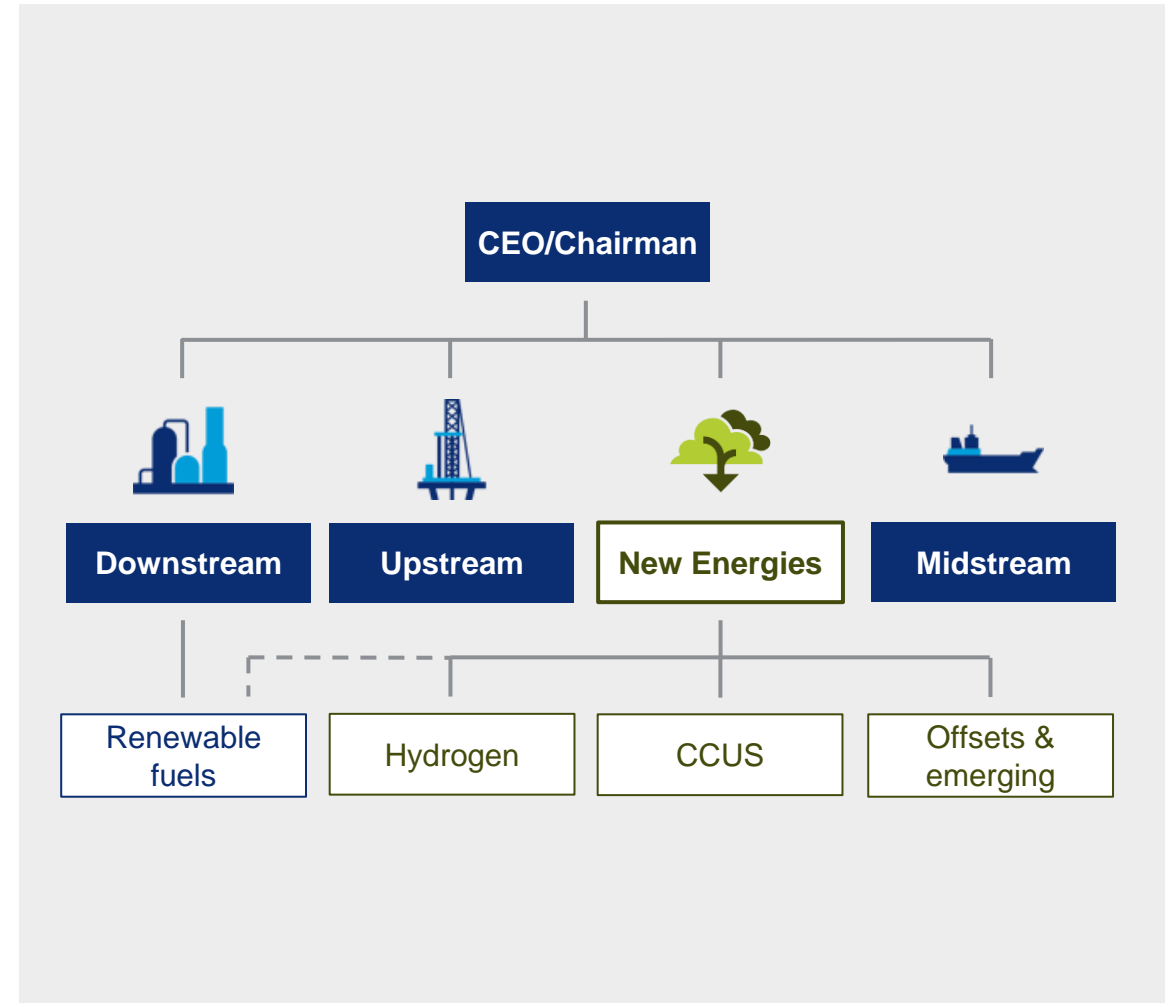 CEO/Chairman
Downstream
Upstream
New Energies
Midstream
Renewable
fuels
Hydrogen
CCUS
Offsets &
emerging